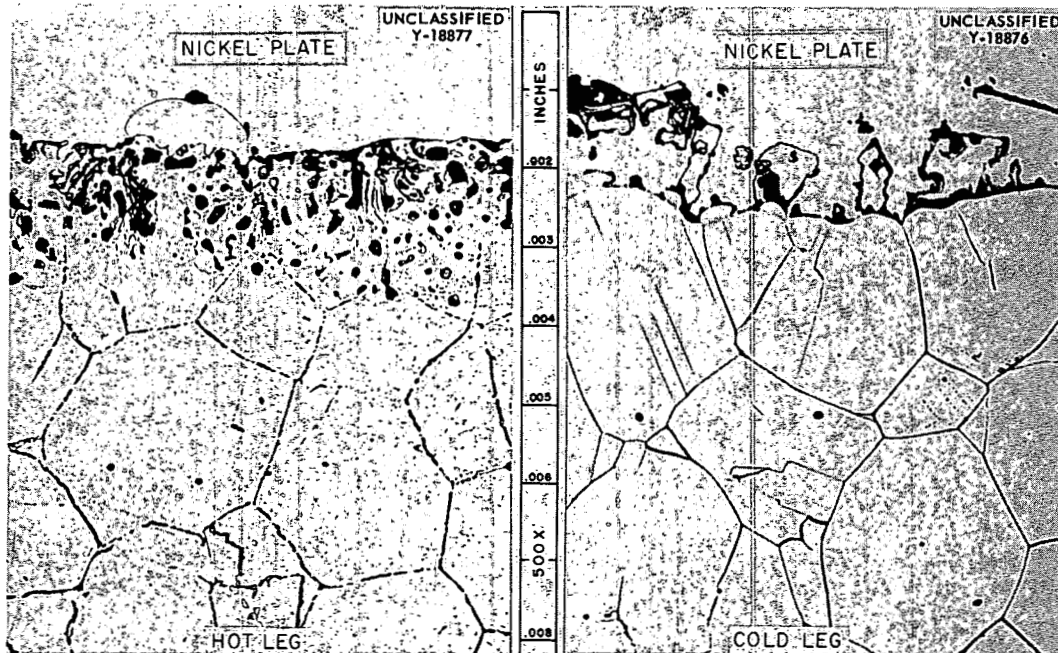 UNCLASSIFIED
Y-18877
NICKEL PLATE
HOT LEG
INCHES
.002
.003
.004
.005
.006
500X
.008
UNCLASSIFIED
Y-18876
NICKEL PLATE
COLD LEG